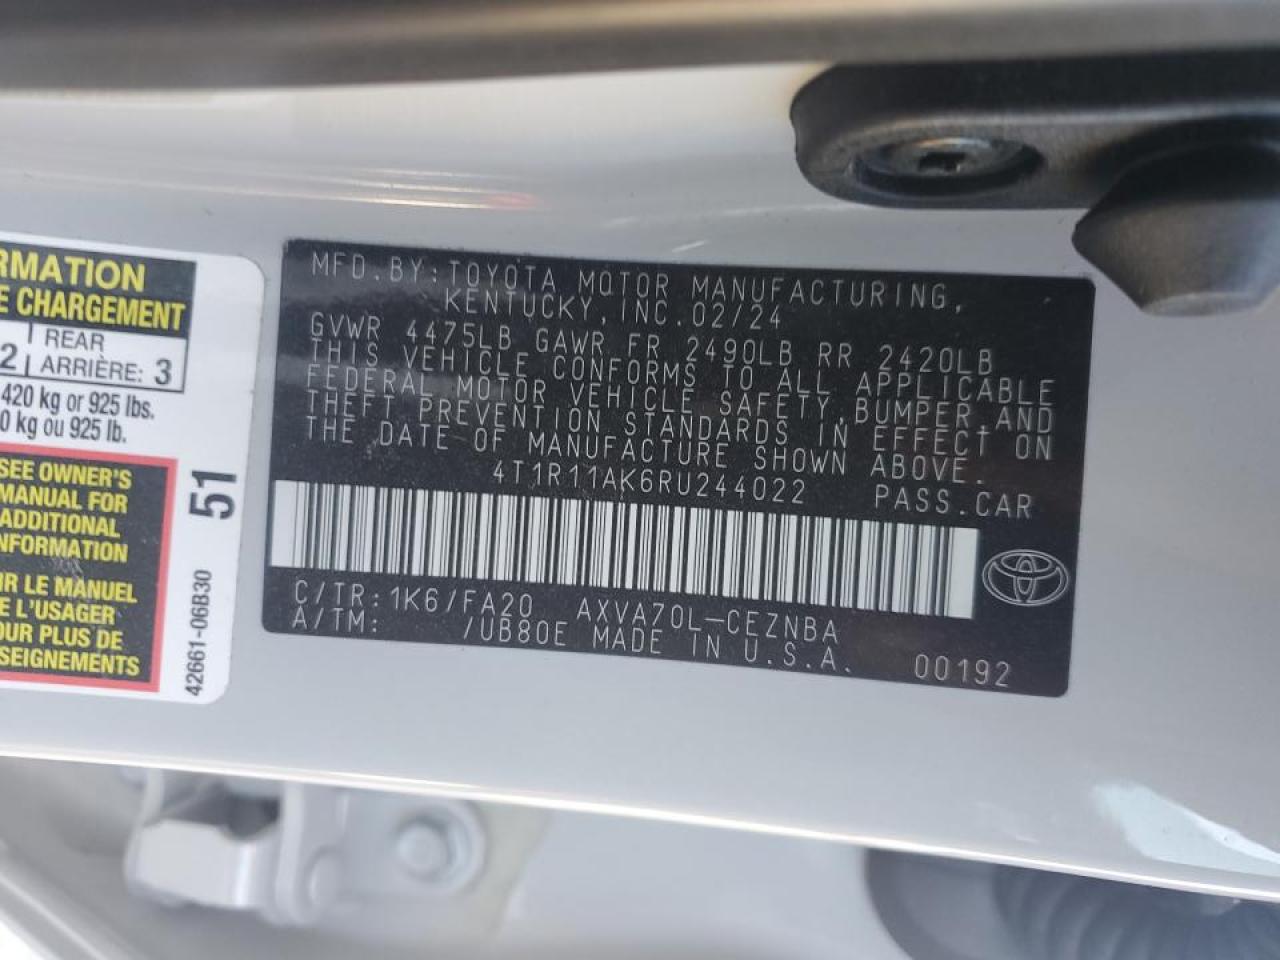 RMATION
E CHARGEMENT
2 REAR
ARRIÈRE: 3
420 kg or 925 lbs.
0 kg ou 925 lb.
SEE OWNER'S
MANUAL FOR
ADDITIONAL
NFORMATION
IR LE MANUEL
E L'USAGER
OUR PLUS DE
SEIGNEMENTS
51
42661-06B30
MFD.BY:TOYOTA MOTOR MANUFACTURING,
KENTUCKY,INC.02/24
GVWR 4475LB GAWR FR 2490LB RR 2420LB
THIS VEHICLE CONFORMS TO ALL APPLICABLE
FEDERAL MOTOR VEHICLE SAFETY,BUMPER,AND
THEFT PREVENTION STANDARDS IN EFFECT ON
THE DATE OF MANUFACTURE SHOWN ABOVE.
4T1R11AK6RU244022 PASS.CAR
C/TR:1K6/FA20 AXVA70L-CEZNBA
A/TM: /UB80E MADE IN U.S.A.
00192